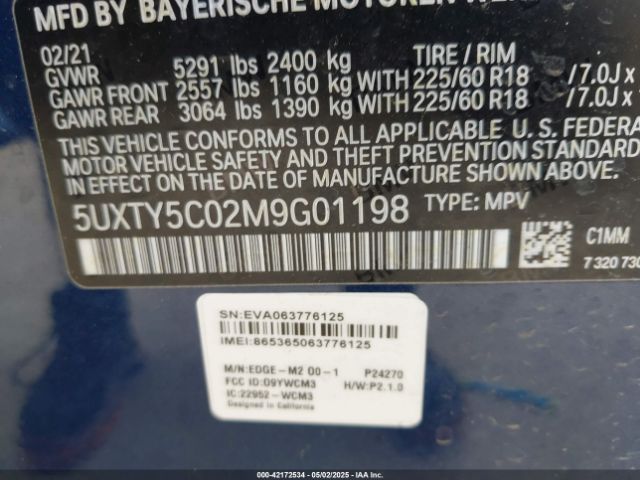 MFD BY BAYERISCHE MOTOREN
02/21 TIRE / RIM
GVWR 5291 lbs 2400 kg
GAWR FRONT 2557 lbs 1160 kg WITH 225/60 R18 /7.0J x
GAWR REAR 3064 lbs 1390 kg WITH 225/60 R18 /7.0J x
THIS VEHICLE CONFORMS TO ALL APPLICABLE U.S. FEDERA
MOTOR VEHICLE SAFETY AND THEFT PREVENTION STANDAR
IN EFFECT ON THE DATE OF MANUFACTURE SHOWN ABOVE.
5UXTY5C02M9G01198 TYPE: MPV
C1MM
7 320 730
SN:EVA063776125
IMEI:865365063776125
M/N:EDGE-M2 00-1 P24270
FCC ID:O9YWCM3 H/W:P2.1.0
IC:22952-WCM3
Designed in California
000-42172534 - 05/02/2025 - IAA INC.